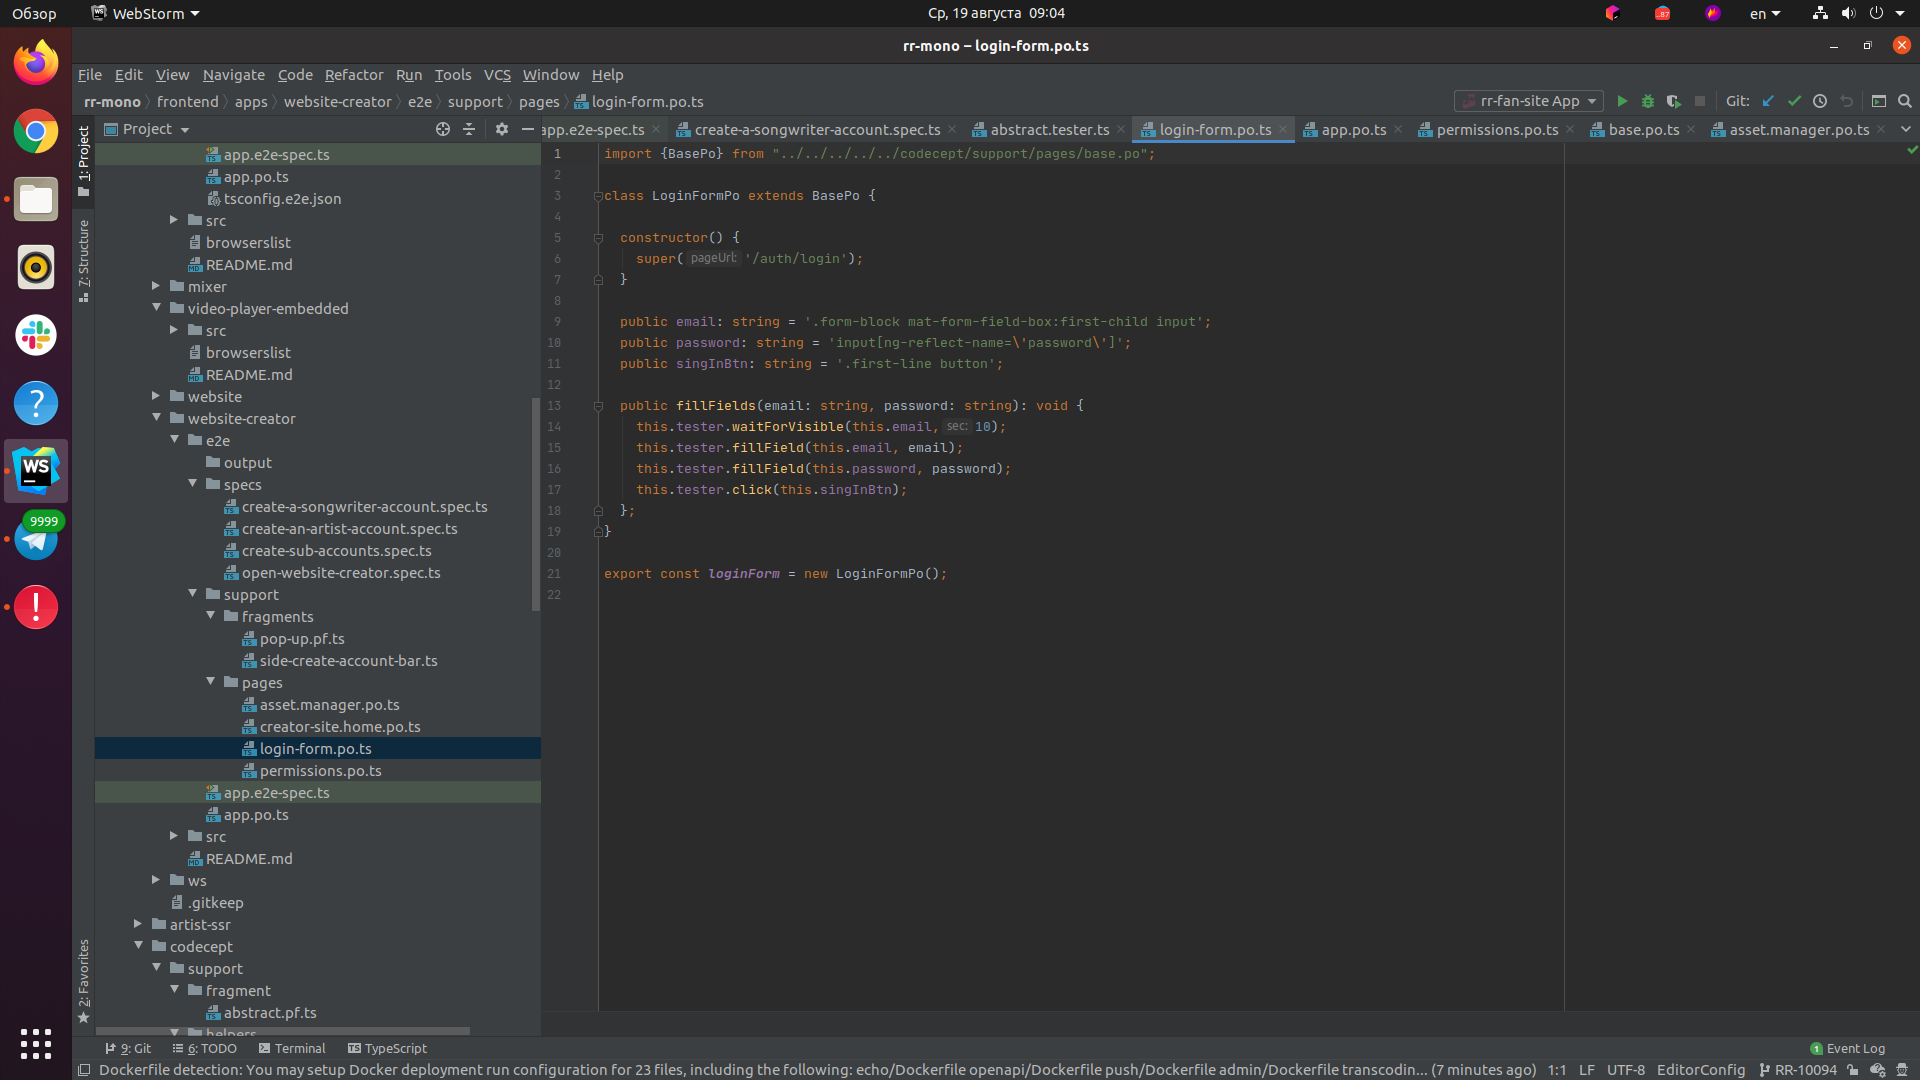 Обзор
WebStorm
Ср, 19 августа 09:04
.87
en
rr-mono – login-form.po.ts
File Edit View Navigate Code Refactor Run Tools VCS Window Help
rr-mono frontend apps website-creator e2e support pages login-form.po.ts
rr-fan-site App
Git:
1: Project
7: Structure
2: Favorites
Project
app.e2e-spec.ts
create-a-songwriter-account.spec.ts
abstract.tester.ts
login-form.po.ts
app.po.ts
permissions.po.ts
base.po.ts
asset.manager.po.ts
app.e2e-spec.ts
app.po.ts
tsconfig.e2e.json
src
browserslist
README.md
mixer
video-player-embedded
src
browserslist
README.md
website
website-creator
e2e
output
specs
create-a-songwriter-account.spec.ts
create-an-artist-account.spec.ts
create-sub-accounts.spec.ts
open-website-creator.spec.ts
support
fragments
pop-up.pf.ts
side-create-account-bar.ts
pages
asset.manager.po.ts
creator-site.home.po.ts
login-form.po.ts
permissions.po.ts
app.e2e-spec.ts
app.po.ts
src
README.md
ws
.gitkeep
artist-ssr
codecept
support
fragment
abstract.pf.ts
helpers
WS
9999
1 import {BasePo} from "../../../../../codecept/support/pages/base.po";
2
3 class LoginFormPo extends BasePo {
4
5 constructor() {
6 super( pageUrl: '/auth/login');
7 }
8
9 public email: string = '.form-block mat-form-field-box:first-child input';
10 public password: string = 'input[ng-reflect-name=\'password\']';
11 public singInBtn: string = '.first-line button';
12
13 public fillFields(email: string, password: string): void {
14 this.tester.waitForVisible(this.email, sec: 10);
15 this.tester.fillField(this.email, email);
16 this.tester.fillField(this.password, password);
17 this.tester.click(this.singInBtn);
18 };
19 }
20
21 export const loginForm = new LoginFormPo();
22
9: Git
6: TODO
Terminal
TypeScript
1 Event Log
Dockerfile detection: You may setup Docker deployment run configuration for 23 files, including the following: echo/Dockerfile openapi/Dockerfile push/Dockerfile admin/Dockerfile transcodin... (7 minutes ago)
1:1 LF UTF-8 EditorConfig RR-10094